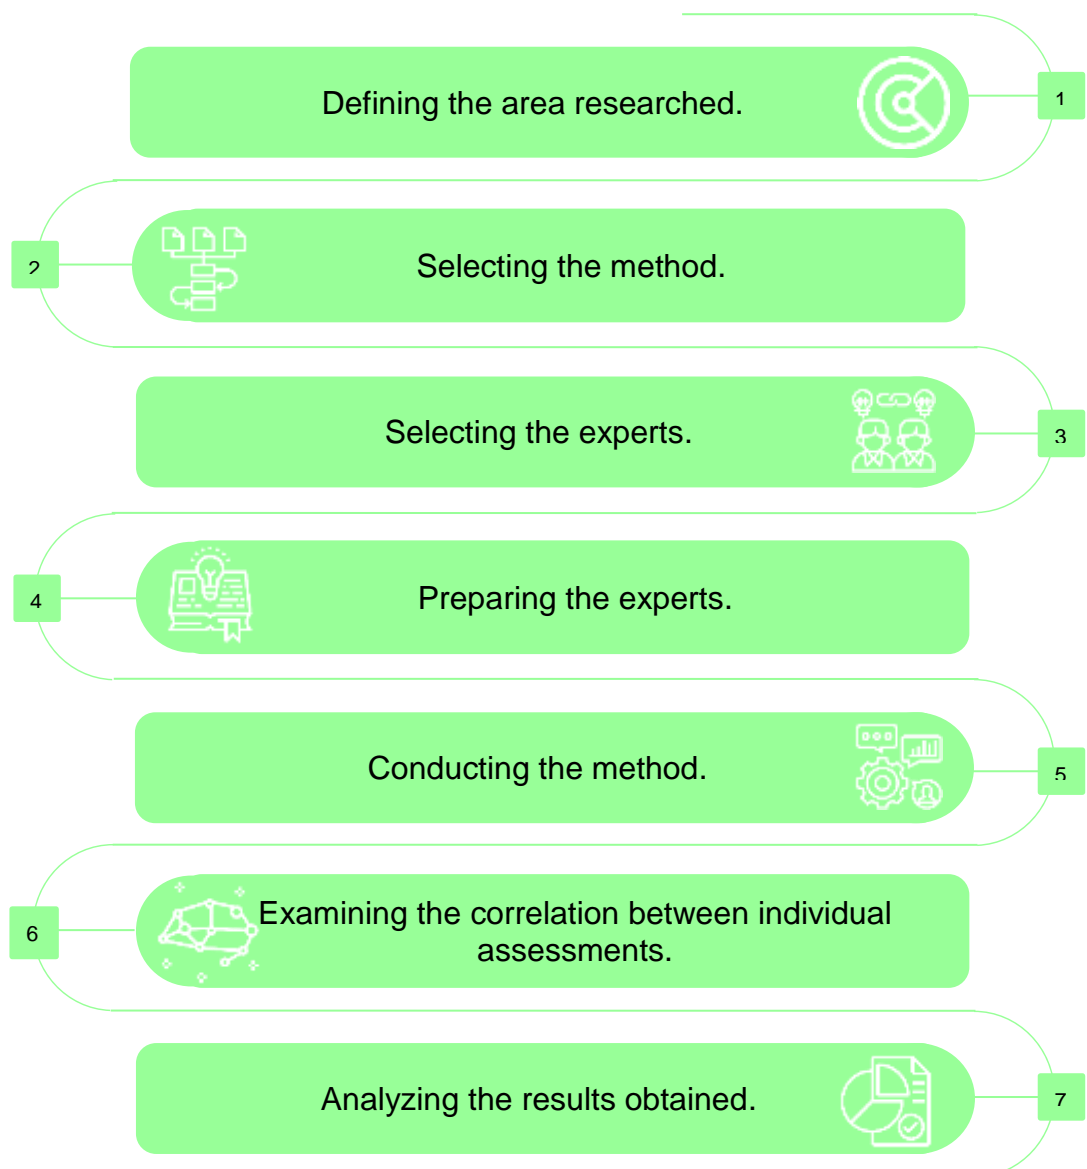 Defining the area researched.
1
2
Selecting the method.
Selecting the experts.
3
4
Preparing the experts.
Conducting the method.
5
6
Examining the correlation between individual
assessments.
Analyzing the results obtained.
7